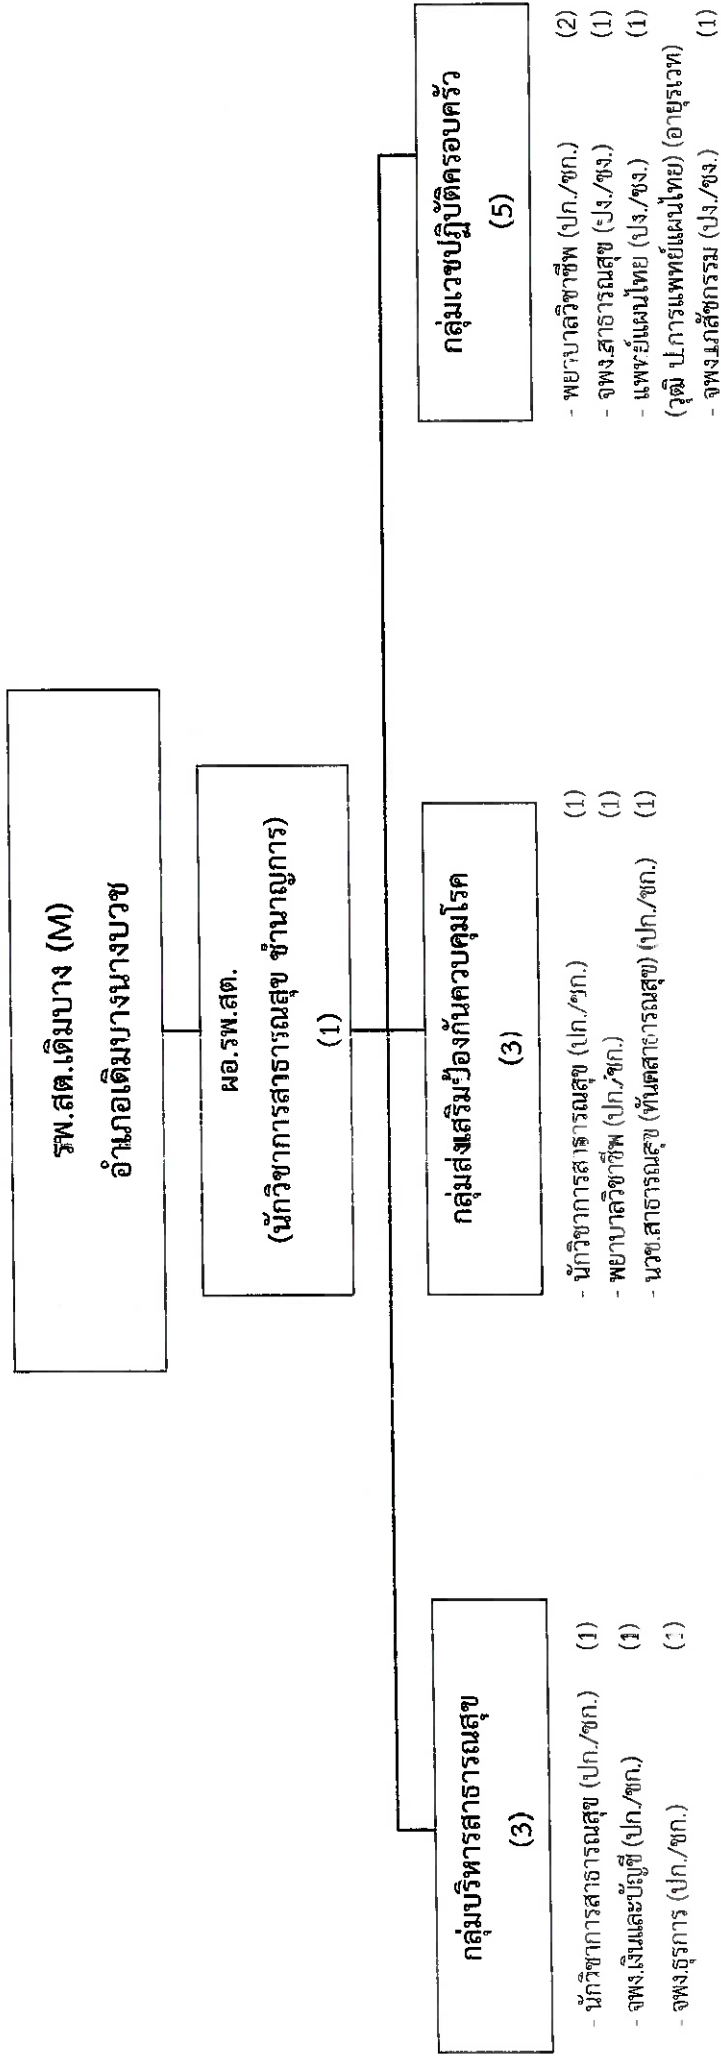 รพ.สต.เดิมบาง (M)
อำเภอเดิมบางนางบวช
ผอ.รพ.สต.
(นักวิชาการสาธารณสุข ชำนาญการ)
(1)
กลุ่มบริหารสาธารณสุข
(3)
- นักวิชาการสาธารณสุข (ปก./ชก.) (1)
- จพง.เงินและบัญชี (ปก./ชก.) (1)
- จพง.ธุรการ (ปก./ชก.) (1)
กลุ่มส่งเสริมป้องกันควบคุมโรค
(3)
- นักวิชาการสาธารณสุข (ปก./ชก.) (1)
- พยาบาลวิชาชีพ (ปก./ชก.) (1)
- นวช.สาธารณสุข (ทันตสาธารณสุข) (ปก./ชก.) (1)
กลุ่มเวชปฏิบัติครอบครัว
(5)
- พยาบาลวิชาชีพ (ปก./ชก.) (2)
- จพง.สาธารณสุข (ปง./ชง.) (1)
- แพทย์แผนไทย (ปง./ชง.) (1)
(วุฒิ ป.การแพทย์แผนไทย) (อายุรเวท)
- จพง.เภสัชกรรม (ปง./ชง.) (1)